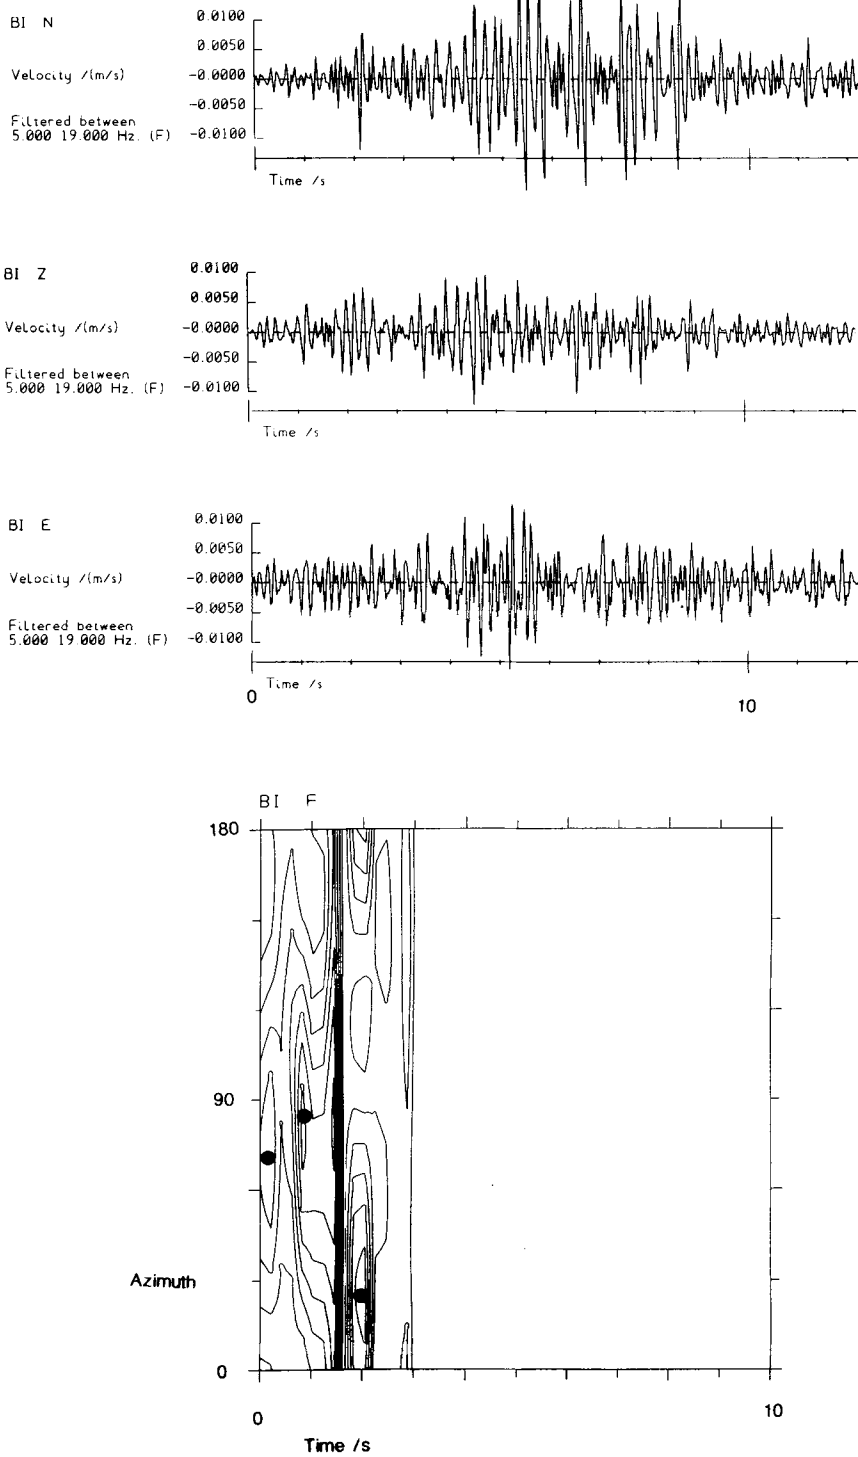 BI N
0.0100
0.0050
Velocity /(m/s) -0.0000
-0.0050
Filtered between
5.000 19.000 Hz. (F) -0.0100
Time /s
BI Z
0.0100
0.0050
Velocity /(m/s) -0.0000
-0.0050
Filtered between
5.000 19.000 Hz. (F) -0.0100
Time /s
BI E
0.0100
0.0050
Velocity /(m/s) -0.0000
-0.0050
Filtered between
5.000 19.000 Hz. (F) -0.0100
Time /s
0 10
BI F
180
90
Azimuth
0
0 10
Time /s